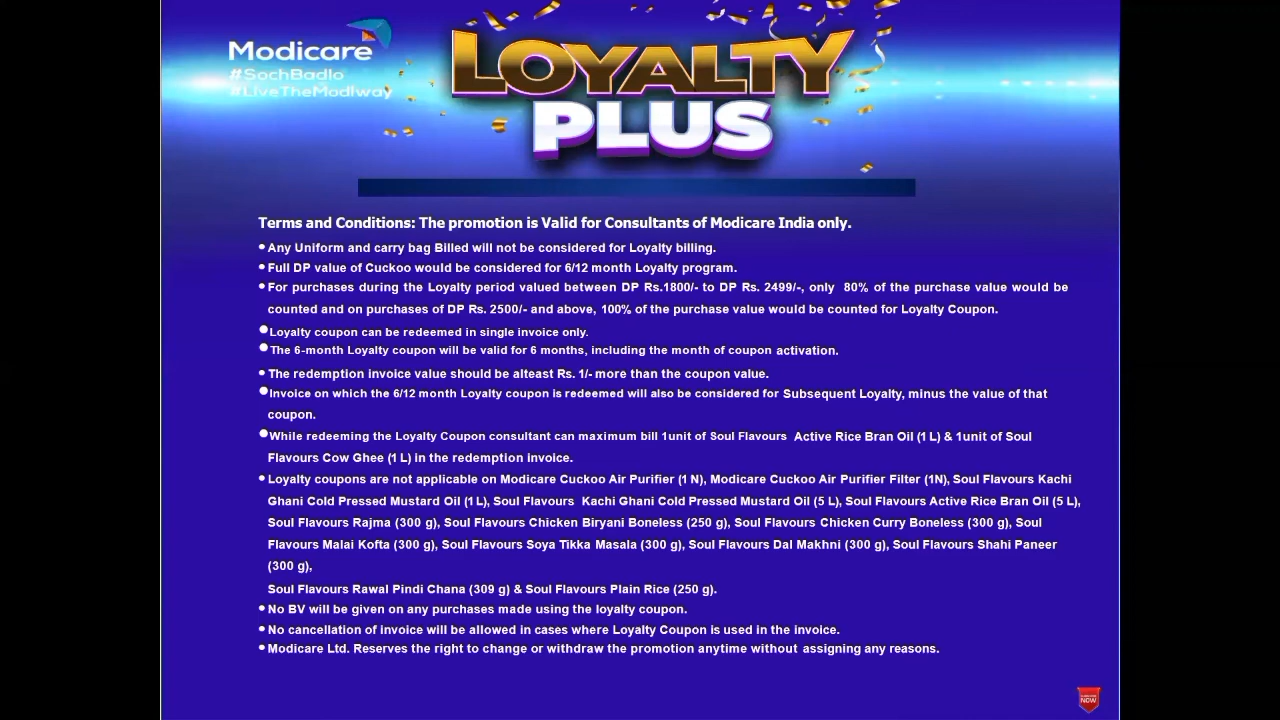 Modicare
#SochBadlo
#LiveTheModIway
LOYALTY
PLUS
Terms and Conditions: The promotion is Valid for Consultants of Modicare India only.
• Any Uniform and carry bag Billed will not be considered for Loyalty billing.
• Full DP value of Cuckoo would be considered for 6/12 month Loyalty program.
• For purchases during the Loyalty period valued between DP Rs.1800/- to DP Rs. 2499/-, only 80% of the purchase value would be
counted and on purchases of DP Rs. 2500/- and above, 100% of the purchase value would be counted for Loyalty Coupon.
• Loyalty coupon can be redeemed in single invoice only.
• The 6-month Loyalty coupon will be valid for 6 months, including the month of coupon activation.
• The redemption invoice value should be alteast Rs. 1/- more than the coupon value.
• Invoice on which the 6/12 month Loyalty coupon is redeemed will also be considered for Subsequent Loyalty, minus the value of that
coupon.
• While redeeming the Loyalty Coupon consultant can maximum bill 1unit of Soul Flavours Active Rice Bran Oil (1 L) & 1unit of Soul
Flavours Cow Ghee (1 L) in the redemption invoice.
• Loyalty coupons are not applicable on Modicare Cuckoo Air Purifier (1 N), Modicare Cuckoo Air Purifier Filter (1N), Soul Flavours Kachi
Ghani Cold Pressed Mustard Oil (1 L), Soul Flavours Kachi Ghani Cold Pressed Mustard Oil (5 L), Soul Flavours Active Rice Bran Oil (5 L),
Soul Flavours Rajma (300 g), Soul Flavours Chicken Biryani Boneless (250 g), Soul Flavours Chicken Curry Boneless (300 g), Soul
Flavours Malai Kofta (300 g), Soul Flavours Soya Tikka Masala (300 g), Soul Flavours Dal Makhni (300 g), Soul Flavours Shahi Paneer
(300 g),
Soul Flavours Rawal Pindi Chana (309 g) & Soul Flavours Plain Rice (250 g).
• No BV will be given on any purchases made using the loyalty coupon.
• No cancellation of invoice will be allowed in cases where Loyalty Coupon is used in the invoice.
• Modicare Ltd. Reserves the right to change or withdraw the promotion anytime without assigning any reasons.
NOW